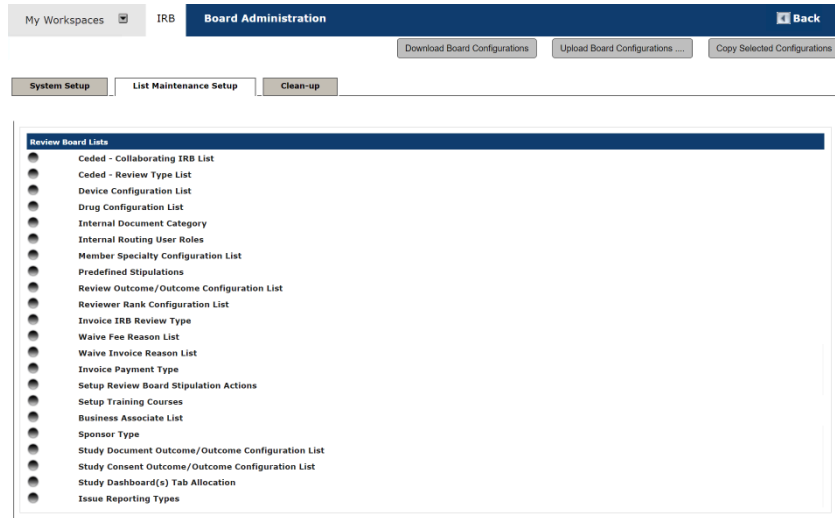 My Workspaces IRB Board Administration Back
Download Board Configurations Upload Board Configurations .... Copy Selected Configurations
System Setup List Maintenance Setup Clean-up
Review Board Lists
Ceded - Collaborating IRB List
Ceded - Review Type List
Device Configuration List
Drug Configuration List
Internal Document Category
Internal Routing User Roles
Member Specialty Configuration List
Predefined Stipulations
Review Outcome/Outcome Configuration List
Reviewer Rank Configuration List
Invoice IRB Review Type
Waive Fee Reason List
Waive Invoice Reason List
Invoice Payment Type
Setup Review Board Stipulation Actions
Setup Training Courses
Business Associate List
Sponsor Type
Study Document Outcome/Outcome Configuration List
Study Consent Outcome/Outcome Configuration List
Study Dashboard(s) Tab Allocation
Issue Reporting Types